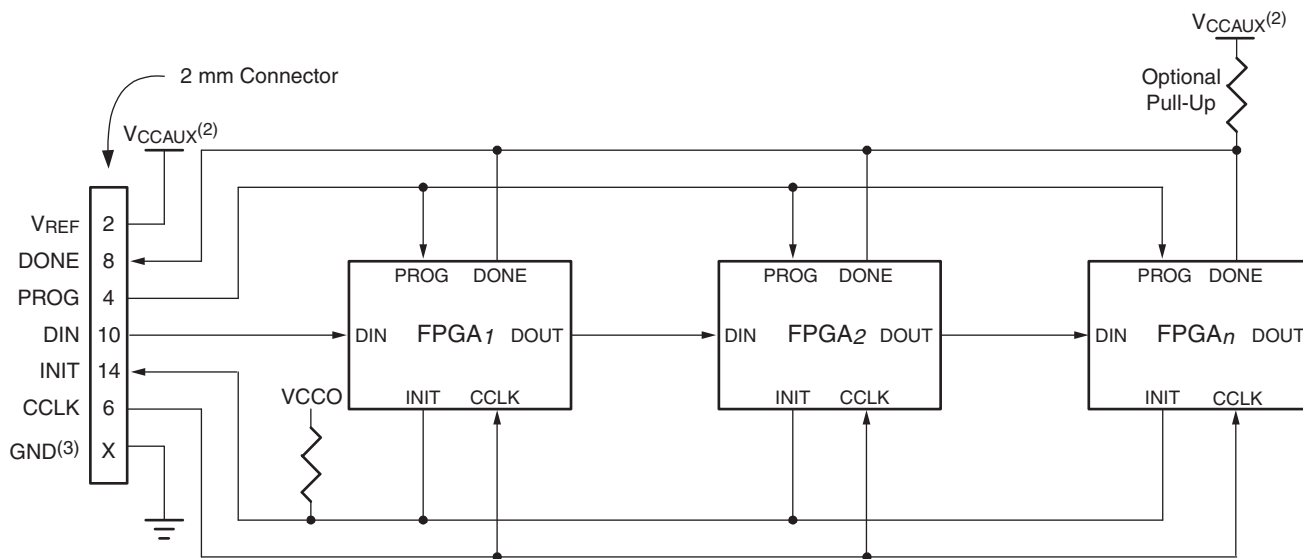 VCCAUX(2)
2 mm Connector
Optional
Pull-Up
VCCAUX(2)
VREF 2
DONE 8
PROG 4
DIN 10
INIT 14
CCLK 6
GND(3) X
VCCO
PROG DONE
DIN FPGA1 DOUT
INIT CCLK
PROG DONE
DIN FPGA2 DOUT
INIT CCLK
PROG DONE
DIN FPGAn DOUT
INIT CCLK